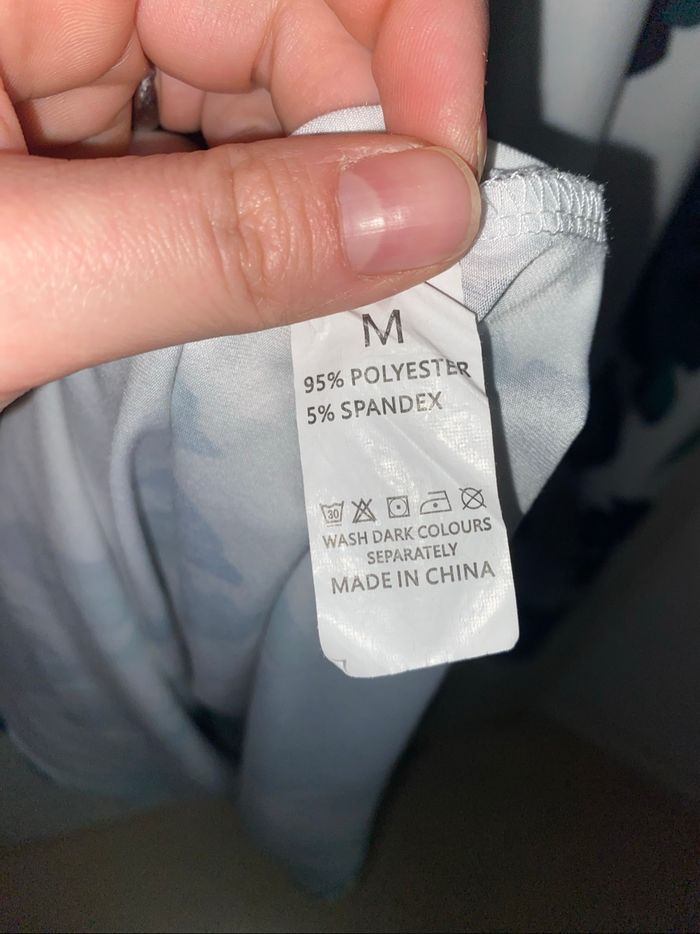 M
95% POLYESTER
5% SPANDEX
30
WASH DARK COLOURS
SEPARATELY
MADE IN CHINA